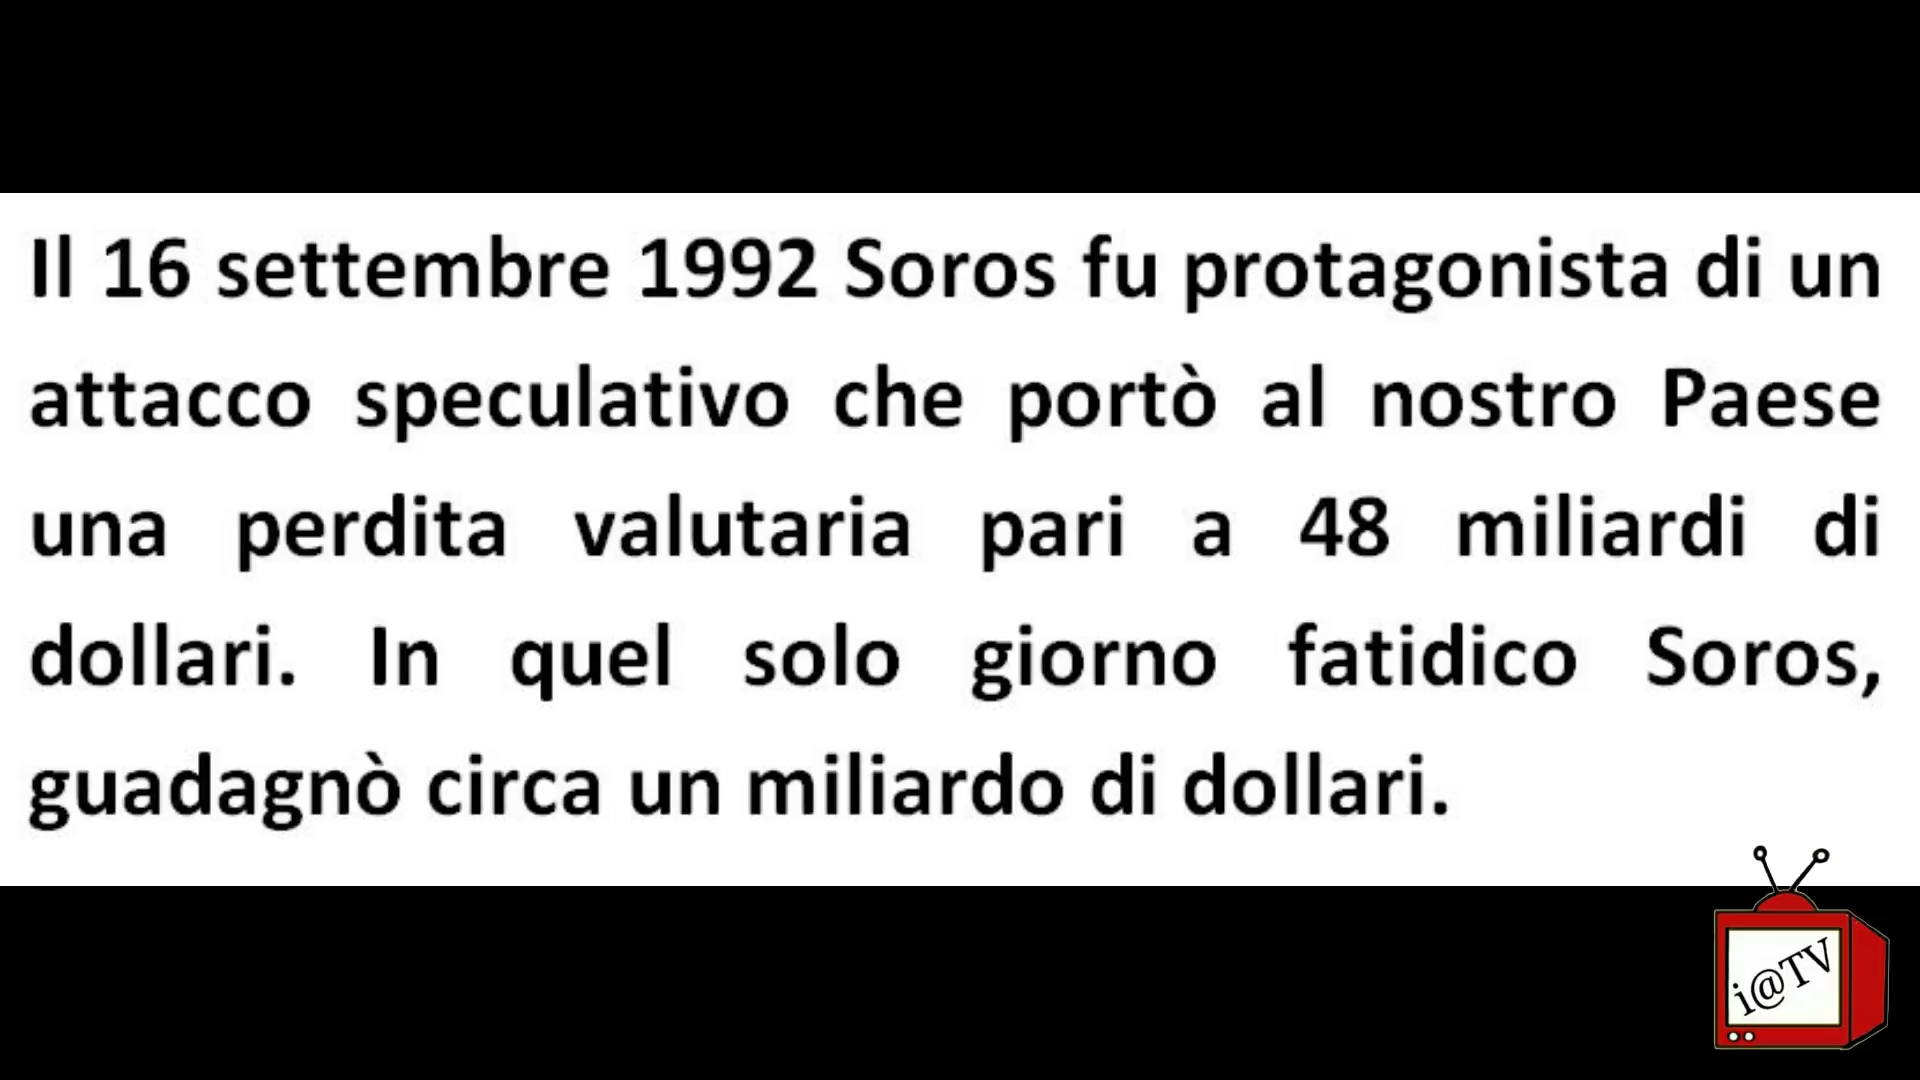 Il 16 settembre 1992 Soros fu protagonista di un
attacco speculativo che portò al nostro Paese
una perdita valutaria pari a 48 miliardi di
dollari. In quel solo giorno fatidico Soros,
guadagnò circa un miliardo di dollari.
i@TV